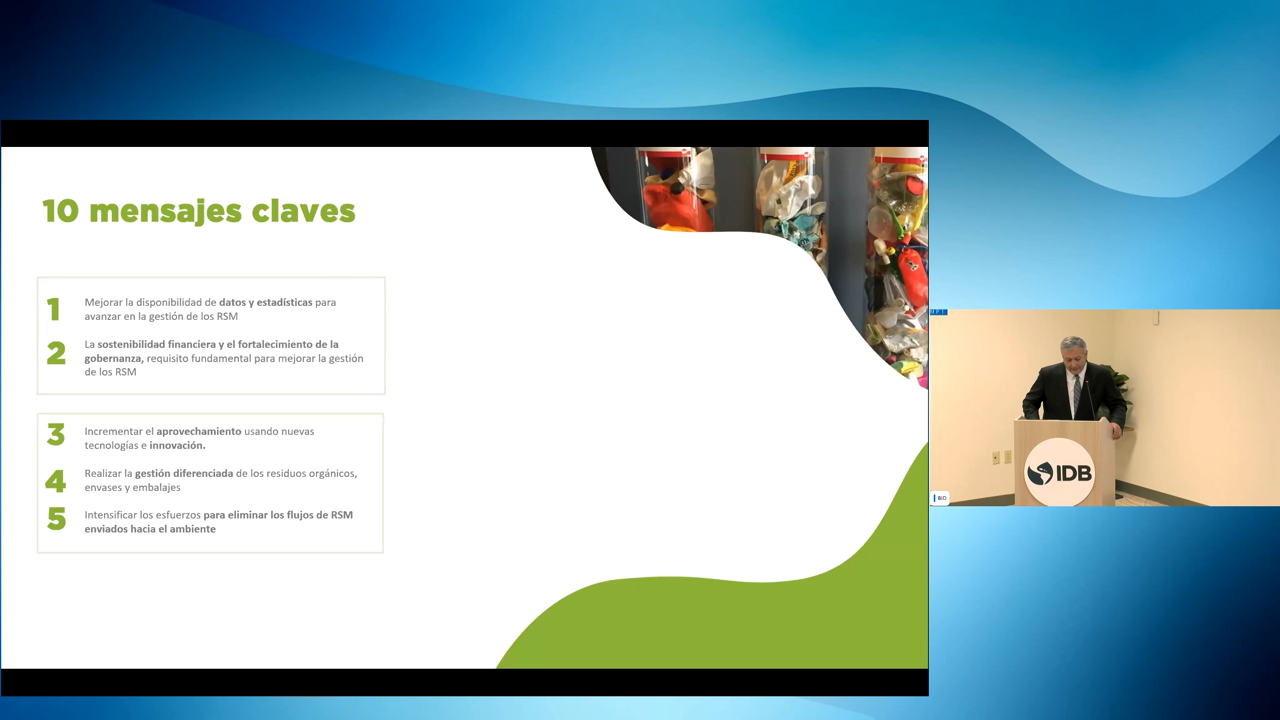 10 mensajes claves
1
Mejorar la disponibilidad de datos y estadísticas para
avanzar en la gestión de los RSM
2
La sostenibilidad financiera y el fortalecimiento de la
gobernanza, requisito fundamental para mejorar la gestión
de los RSM
3
Incrementar el aprovechamiento usando nuevas
tecnologías e innovación.
4
Realizar la gestión diferenciada de los residuos orgánicos,
envases y embalajes
5
Intensificar los esfuerzos para eliminar los flujos de RSM
enviados hacia el ambiente
IDB
BID